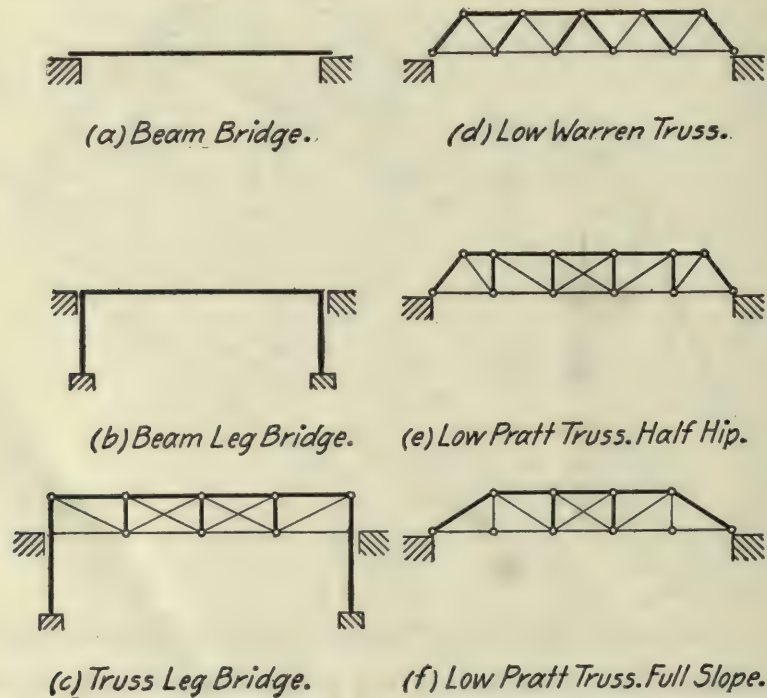 (a) Beam Bridge.
(d) Low Warren Truss.
(b) Beam Leg Bridge.
(e) Low Pratt Truss. Half Hip.
(c) Truss Leg Bridge.
(f) Low Pratt Truss. Full Slope.